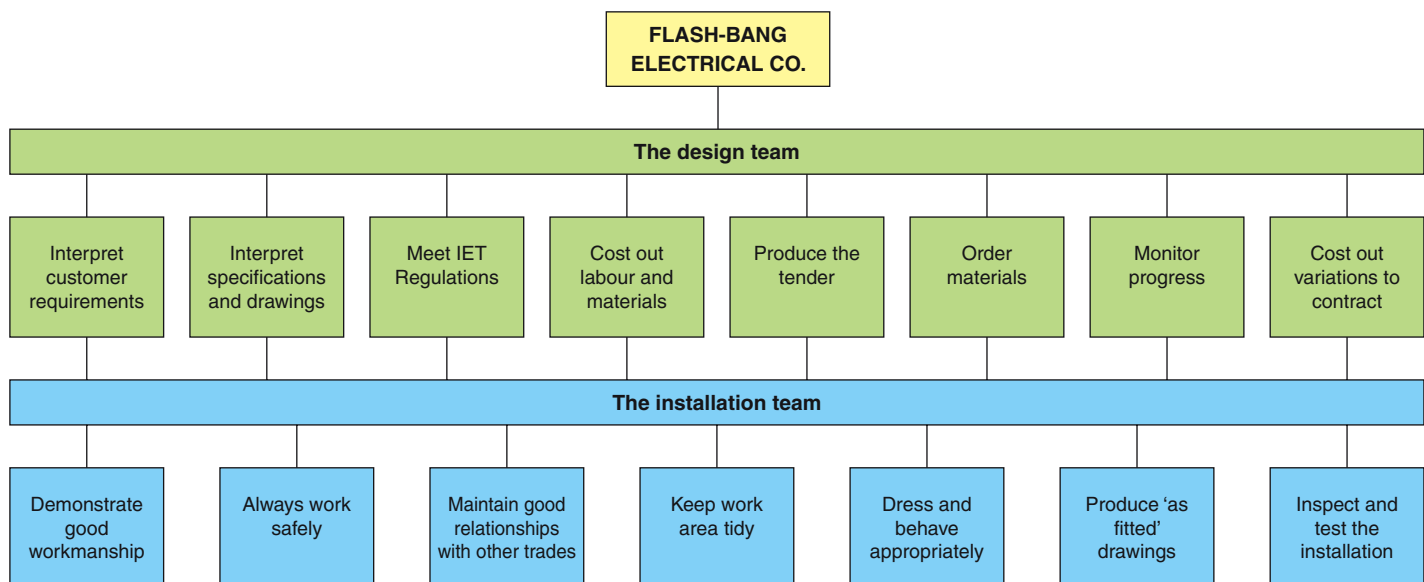 FLASH-BANG
ELECTRICAL CO.
The design team
Interpret
customer
requirements
Interpret
specifications
and drawings
Meet IET
Regulations
Cost out
labour and
materials
Produce the
tender
Order
materials
Monitor
progress
Cost out
variations to
contract
The installation team
Demonstrate
good
workmanship
Always work
safely
Maintain good
relationships
with other trades
Keep work
area tidy
Dress and
behave
appropriately
Produce ‘as
fitted’
drawings
Inspect and
test the
installation